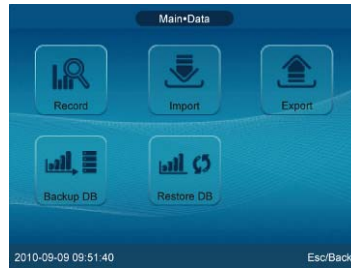 Main•Data
Record Import Export
Backup DB Restore DB
2010-09-09 09:51:40 Esc/Back